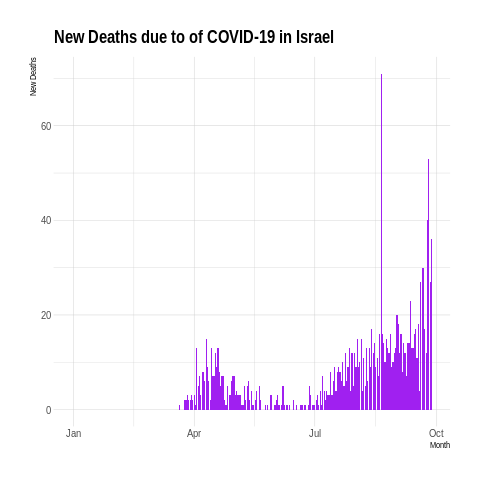 New Deaths due to of COVID-19 in Israel
New Deaths
60
40
20
0
Jan Apr Jul Oct
Month